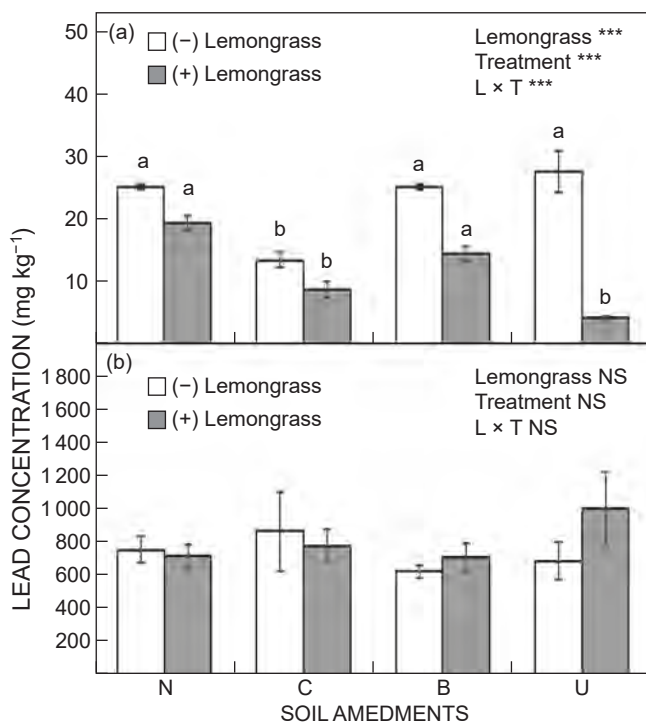 (a)
(−) Lemongrass
(+) Lemongrass
Lemongrass ***
Treatment ***
L × T ***
50
40
30
20
10
a
a
b
b
a
a
a
b
LEAD CONCENTRATION (mg kg⁻¹)
(b)
(−) Lemongrass
(+) Lemongrass
Lemongrass NS
Treatment NS
L × T NS
1 800
1 600
1 400
1 200
1 000
800
600
400
200
N C B U
SOIL AMEDMENTS